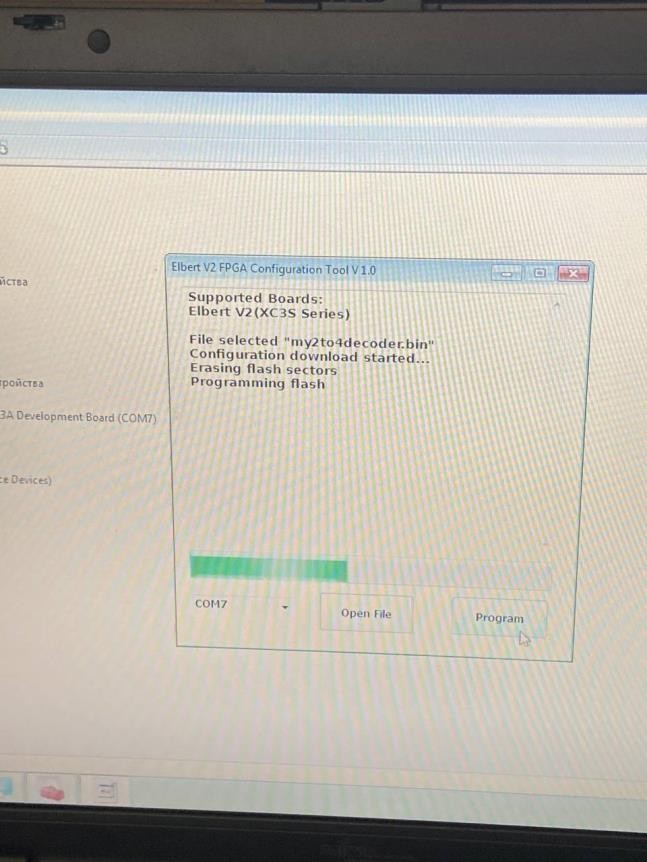 Elbert V2 FPGA Configuration Tool V 1.0
Supported Boards:
Elbert V2(XC3S Series)
File selected "my2to4decoder.bin"
Configuration download started...
Erasing flash sectors
Programming flash
йства
тройства
3A Development Board (COM7)
ce Devices)
COM7
Open File
Program